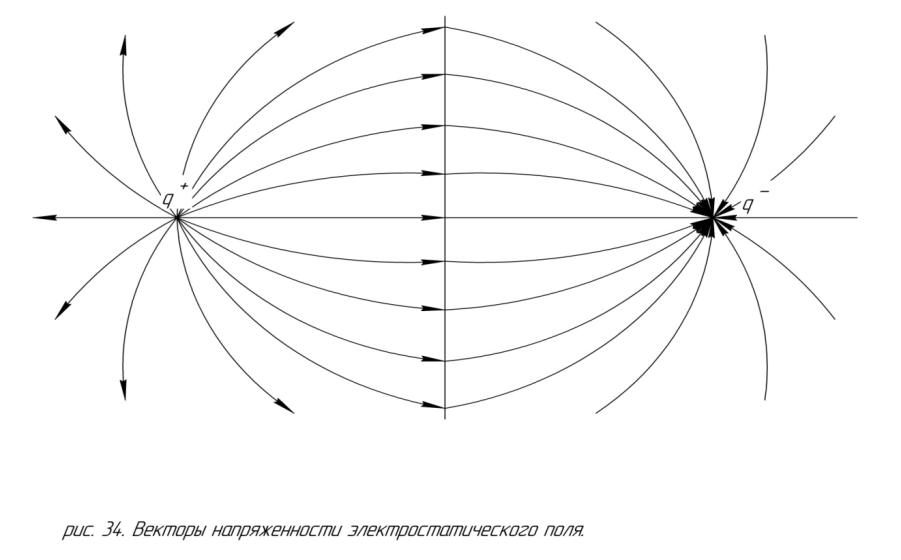 q +
q −
рис. 34. Векторы напряженности электростатического поля.